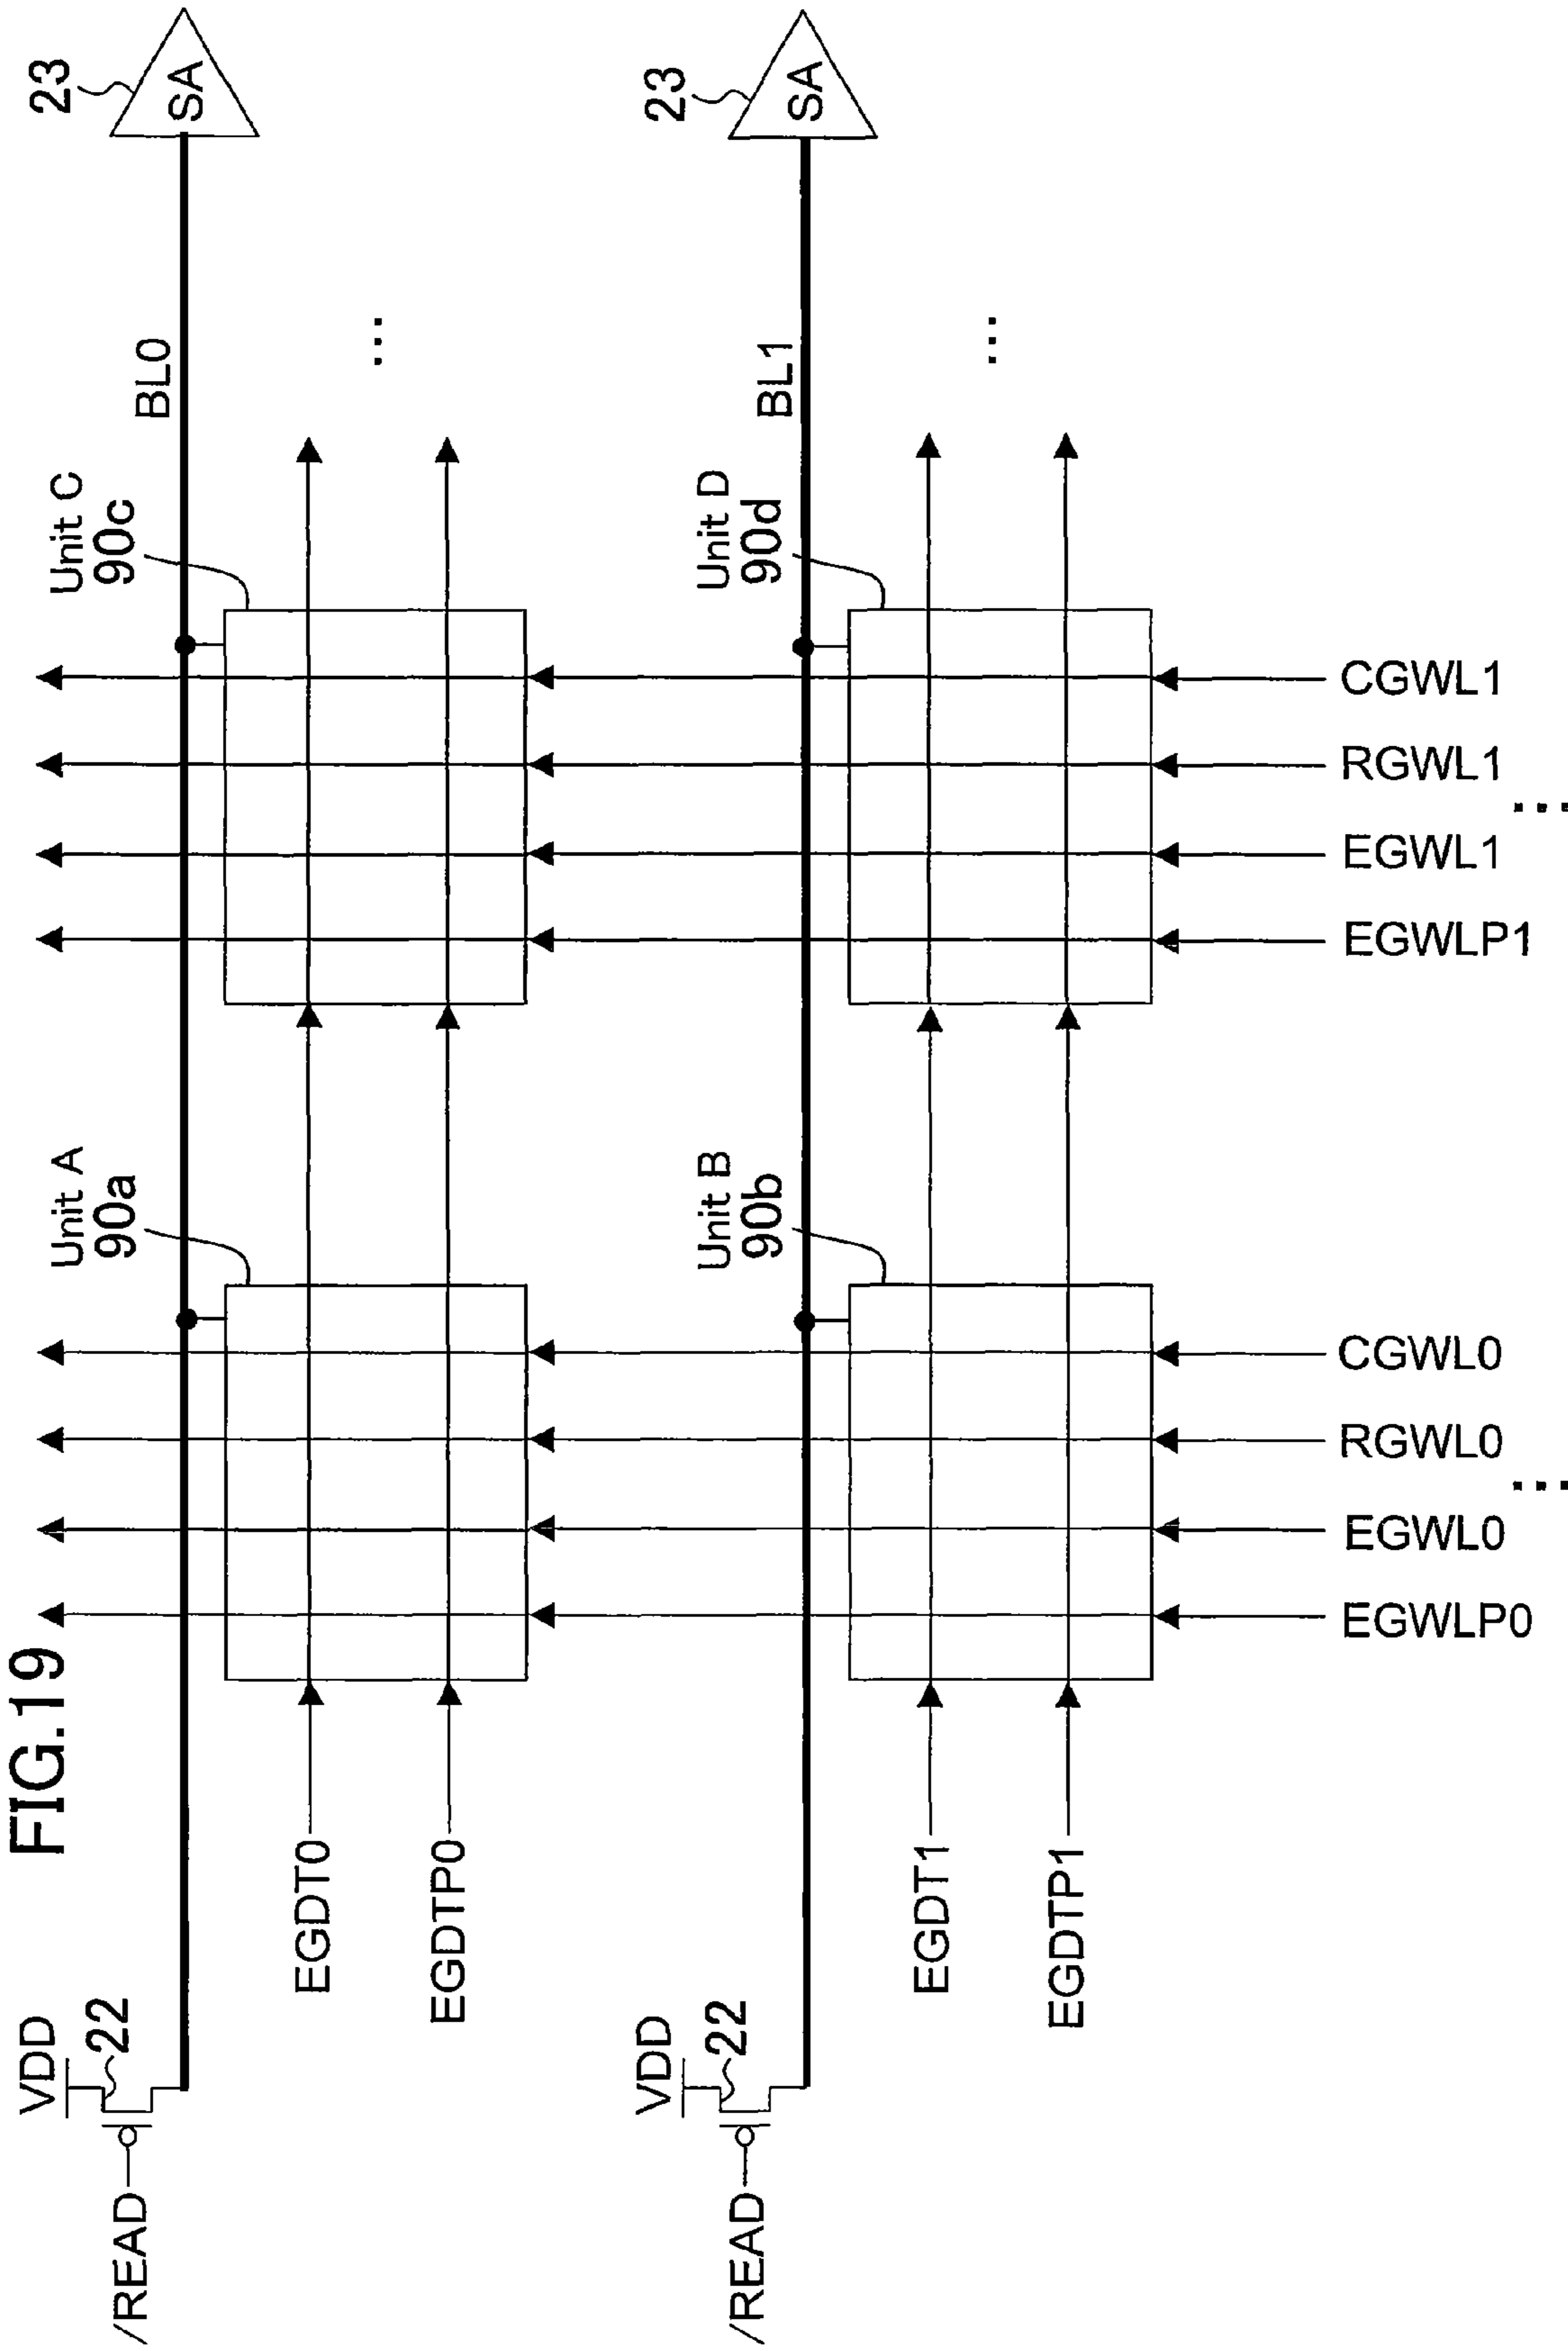 FIG.19
/READ
VDD
22
BL0
23
SA
Unit A
90a
Unit C
90c
EGDT0
EGDTP0
...
/READ
VDD
22
BL1
23
SA
Unit B
90b
Unit D
90d
EGDT1
EGDTP1
...
EGWLP0
EGWL0
RGWL0
CGWL0
...
EGWLP1
EGWL1
RGWL1
CGWL1
...